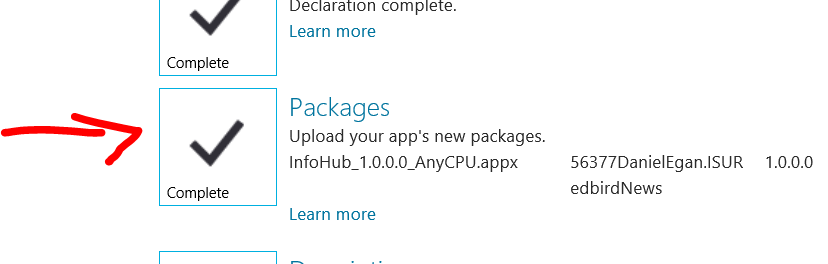 Declaration complete.
Learn more
Complete
Packages
Upload your app's new packages.
InfoHub_1.0.0.0_AnyCPU.appx 56377DanielEgan.ISUR 1.0.0.0
edbirdNews
Complete
Learn more